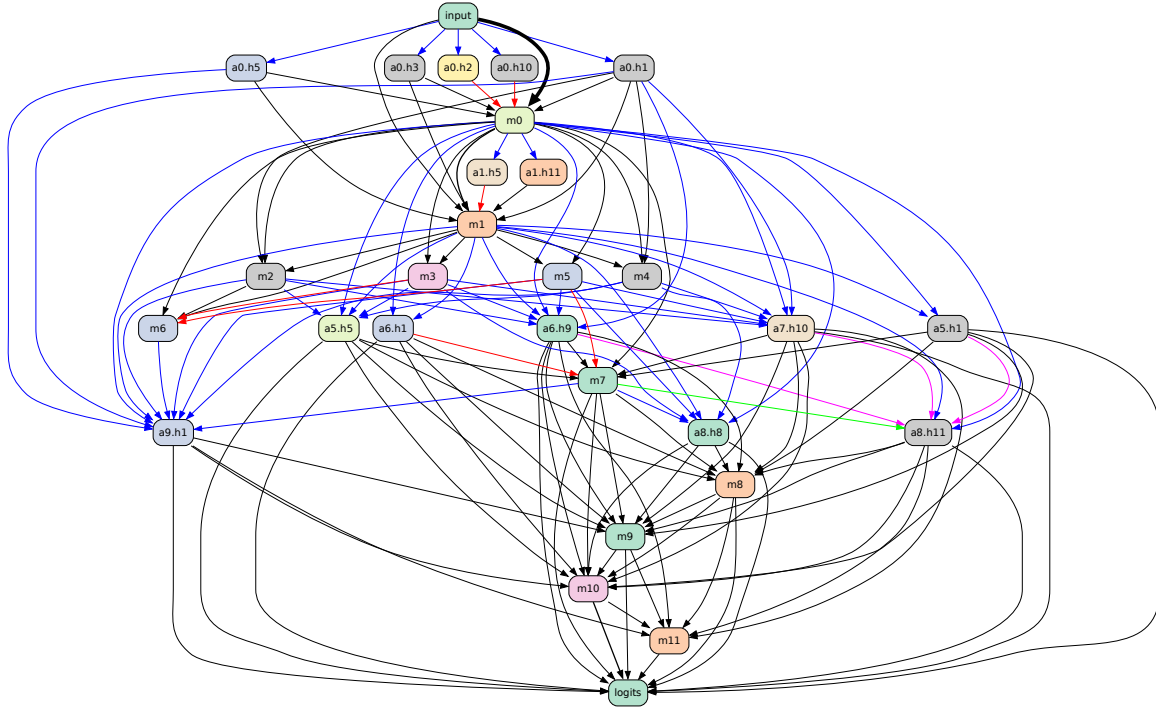 input
a0.h5 a0.h3 a0.h2 a0.h10 a0.h1
m0
a1.h5 a1.h11
m1
m2 m3 m5 m4
m6 a5.h5 a6.h1 a6.h9 a7.h10 a5.h1
m7
a9.h1 a8.h8 a8.h11
m8
m9
m10
m11
logits